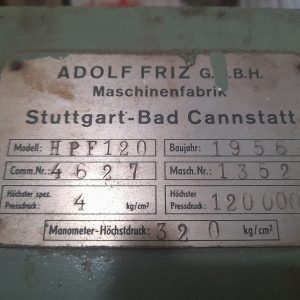 ADOLF FRIZ G.M.B.H.
Maschinenfabrik
Stuttgart-Bad Cannstatt
Modell: HPF120 Baujahr: 1956
Comm.Nr.: 4627 Masch.Nr.: 1352
Höchster spez. Pressdruck: 4 kg/cm² Höchster Pressdruck: 120000
Manometer-Höchstdruck: 320 kg/cm²